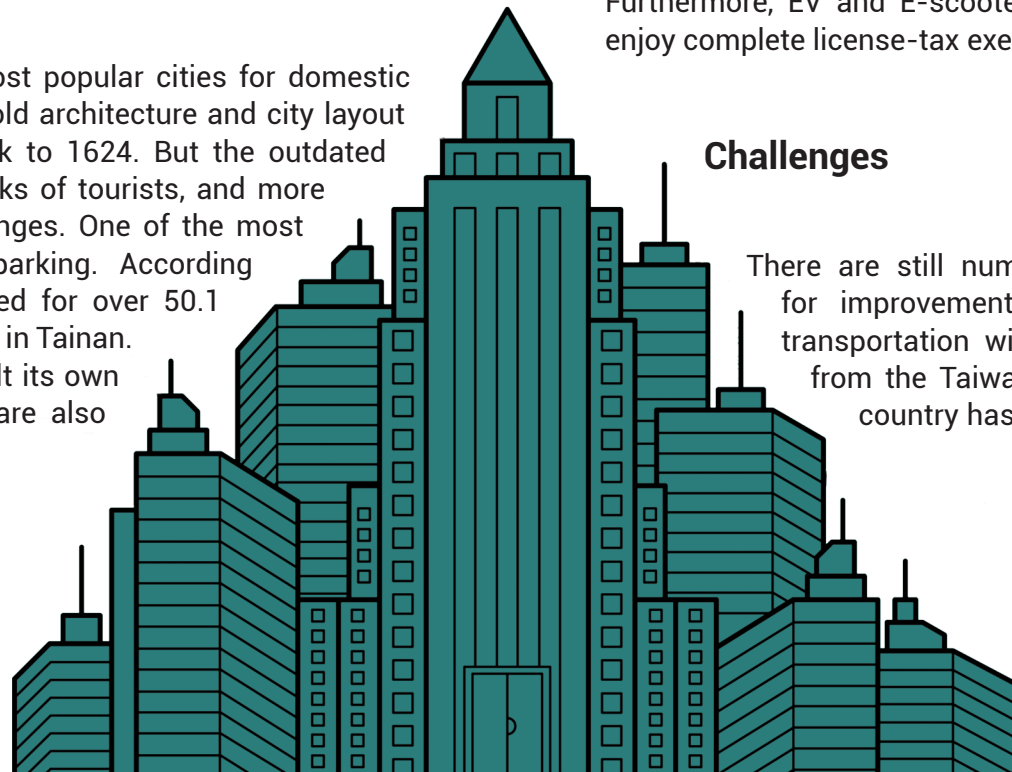 ost popular cities for domestic
old architecture and city layout
k to 1624. But the outdated
ks of tourists, and more
nges. One of the most
parking. According
ed for over 50.1
in Tainan.
lt its own
are also
Furthermore, EV and E-scoote
enjoy complete license-tax exe
Challenges
There are still num
for improvement
transportation wi
from the Taiwa
country has